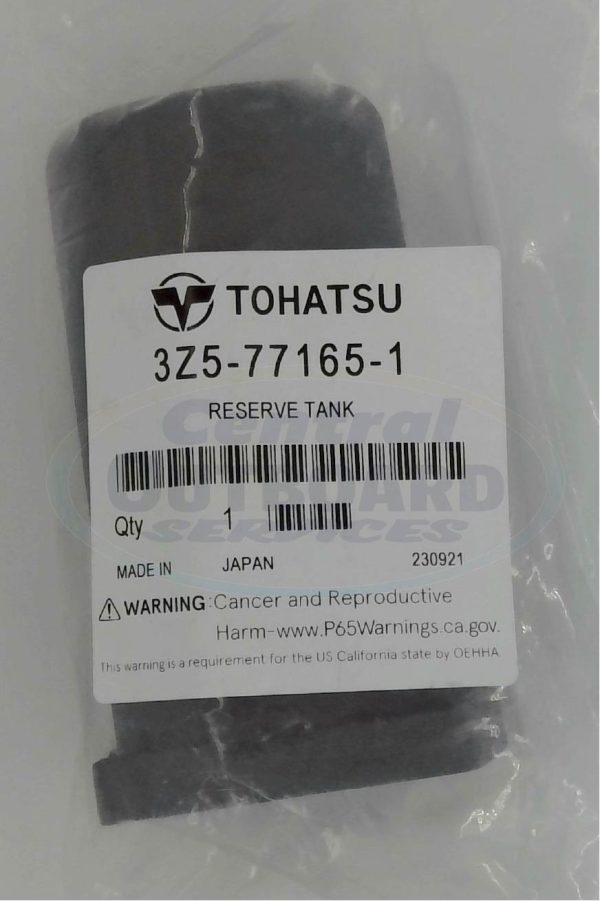 TOHATSU
3Z5-77165-1
RESERVE TANK
Central
OUTBOARD
SERVICES
Qty 1
MADE IN JAPAN 230921
⚠ WARNING:Cancer and Reproductive
Harm-www.P65Warnings.ca.gov.
This warning is a requirement for the US California state by OEHHA